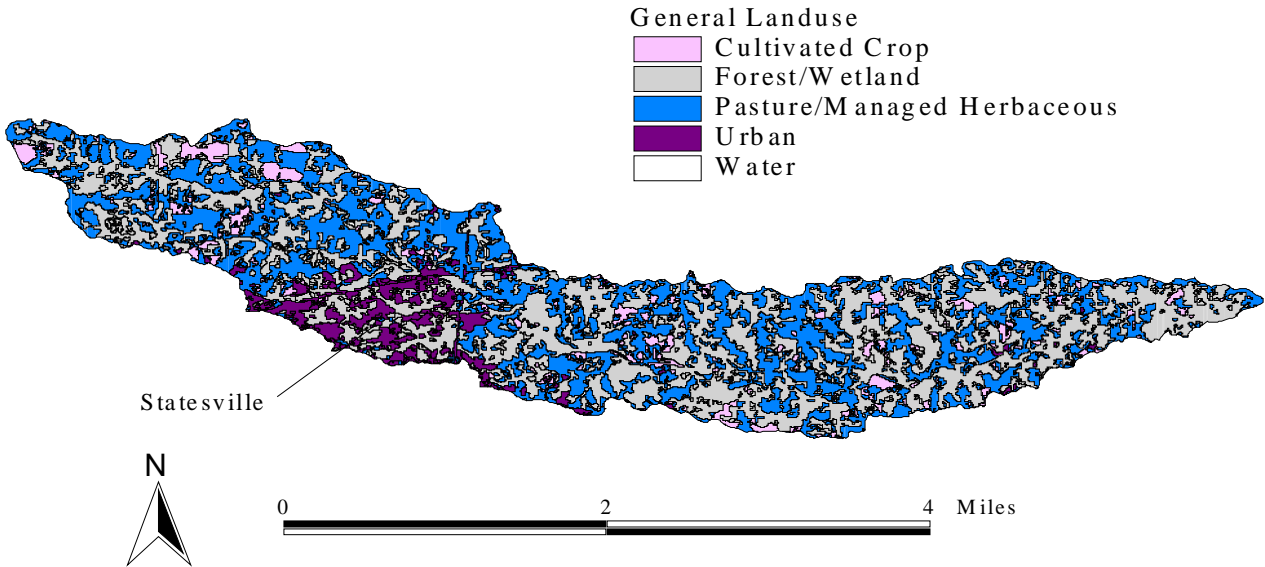 General Landuse
Cultivated Crop
Forest/Wetland
Pasture/Managed Herbaceous
Urban
Water
Statesville
N
0 2 4 Miles